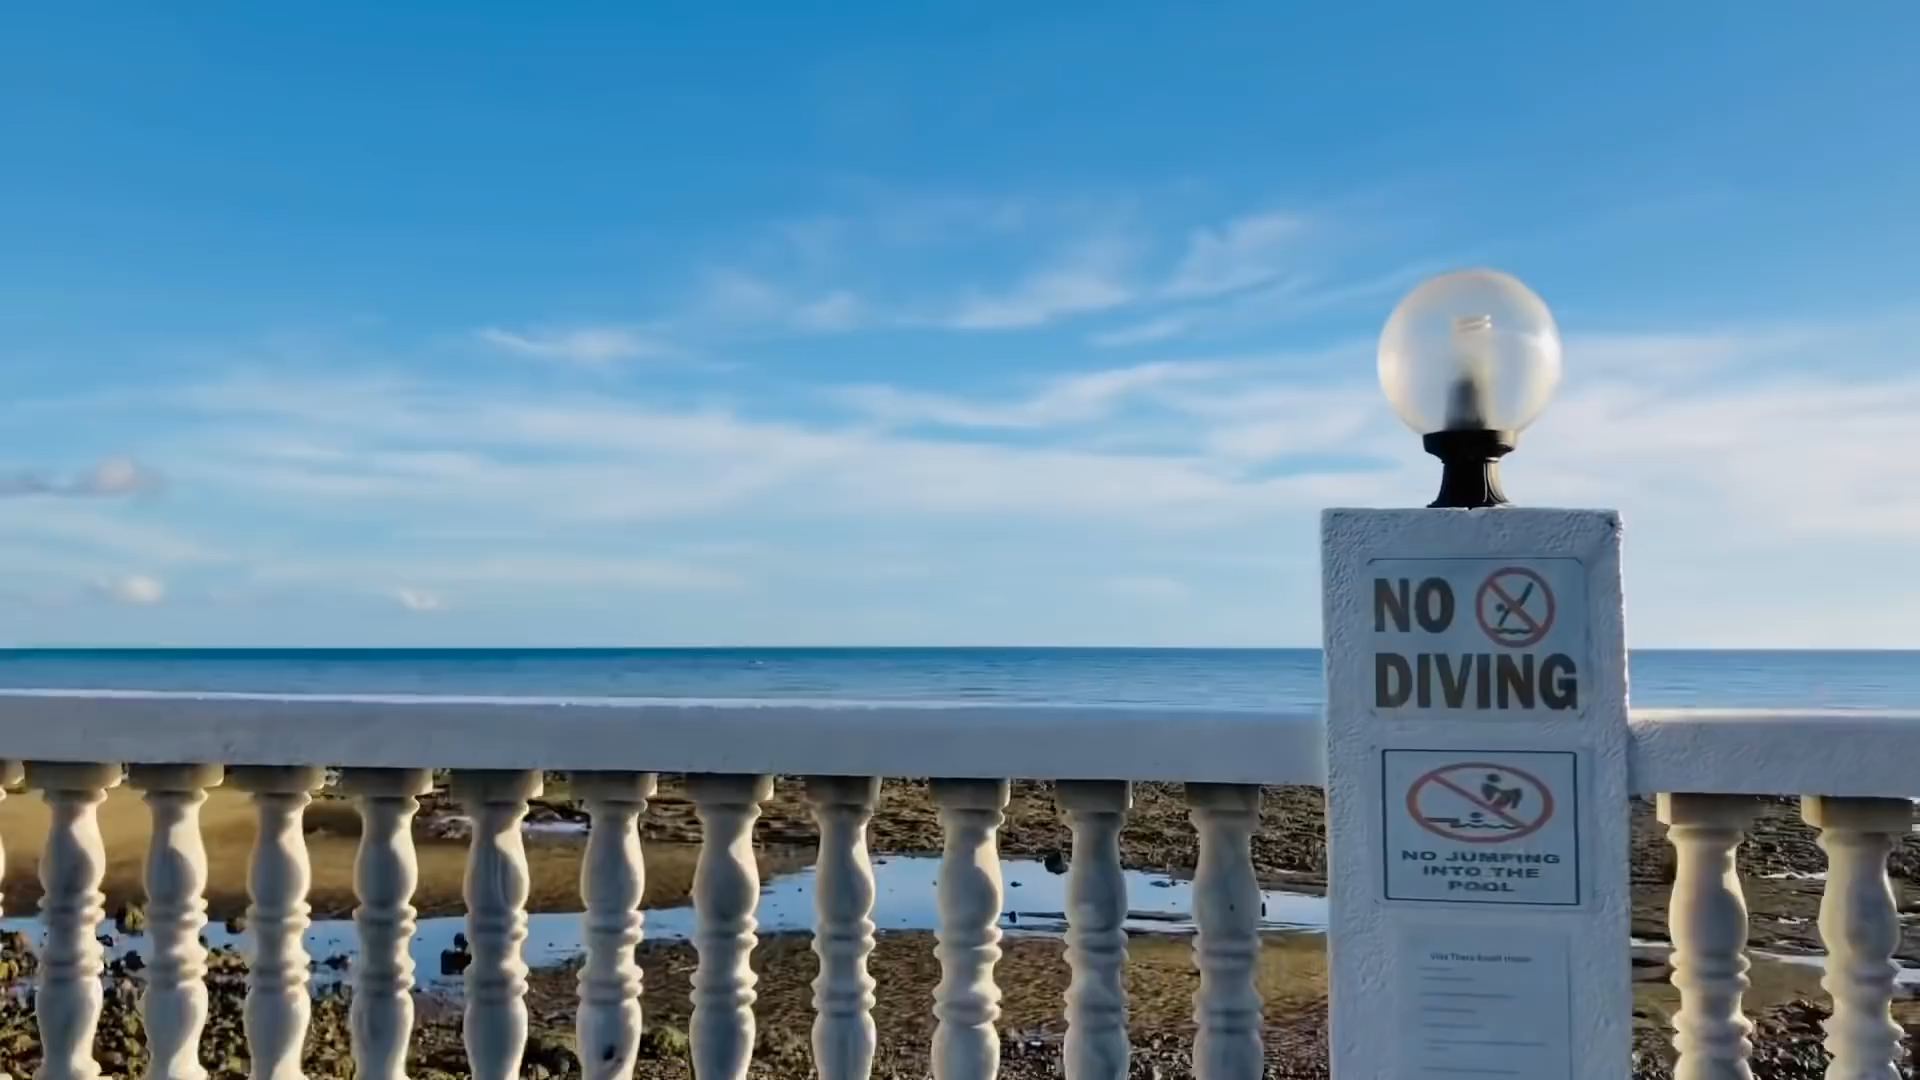 NO
DIVING
NO JUMPING
INTO THE
POOL